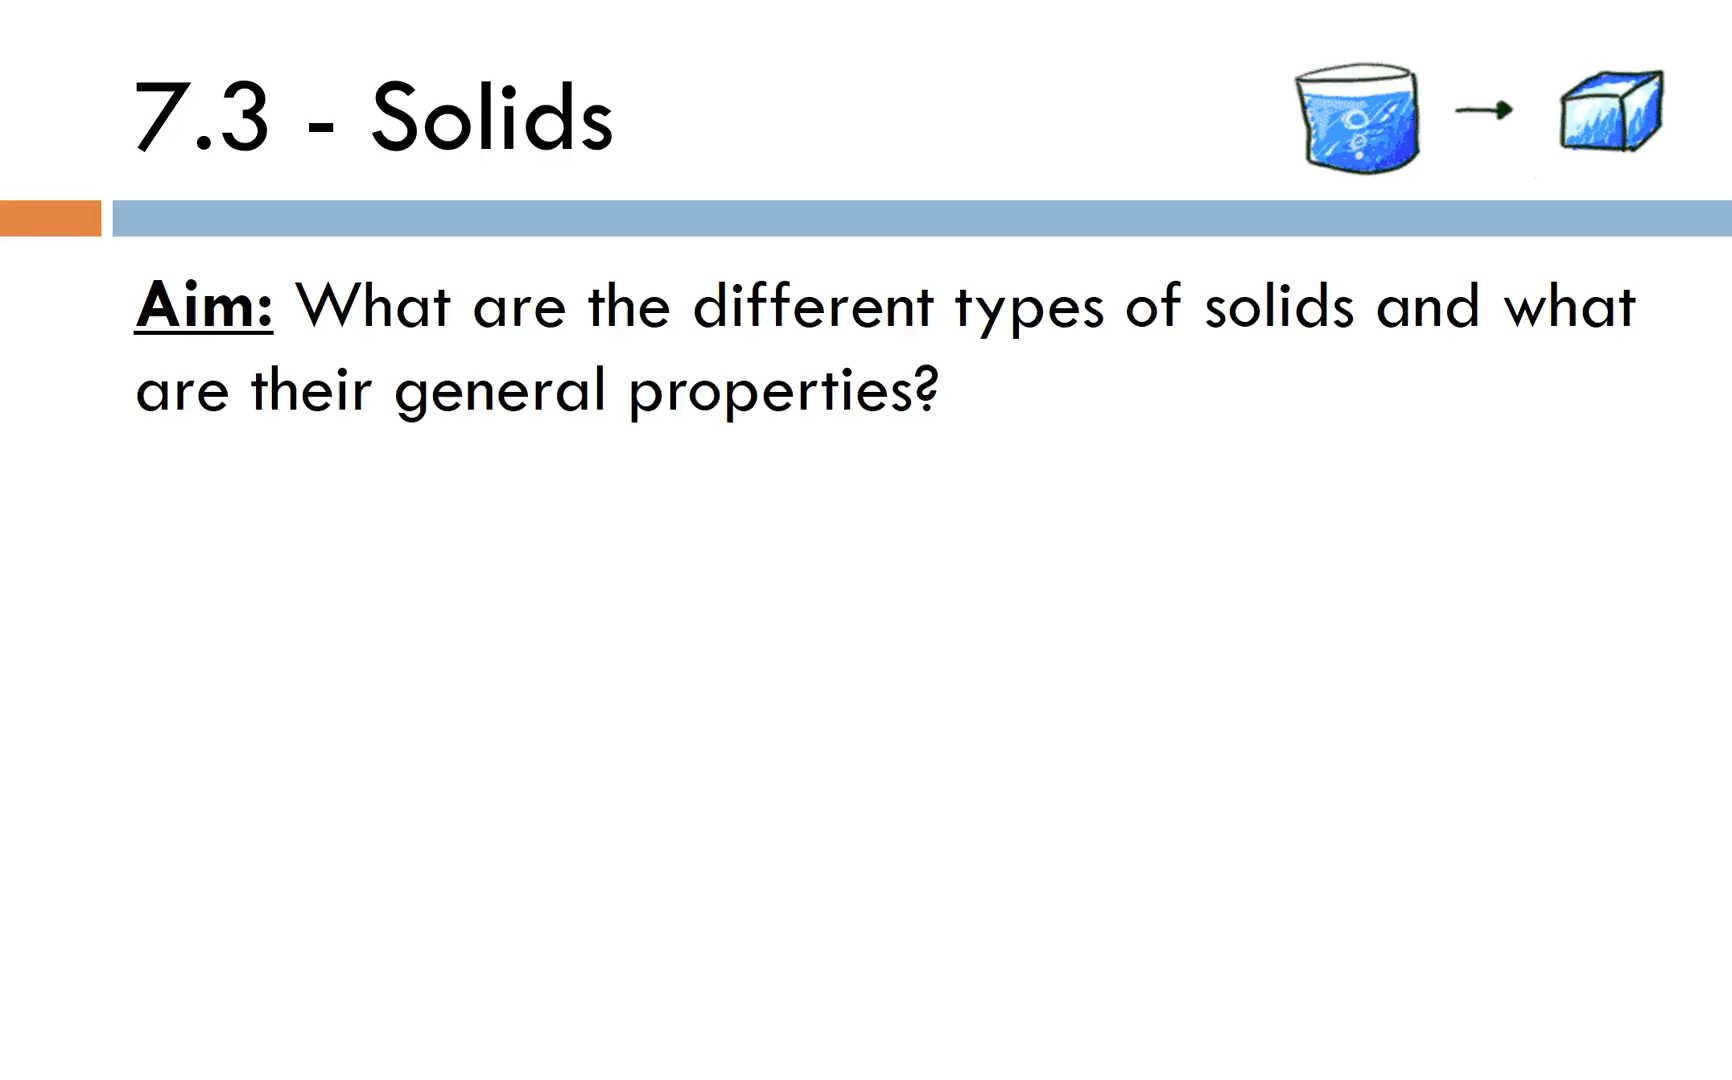 7.3 - Solids
Aim: What are the different types of solids and what
are their general properties?